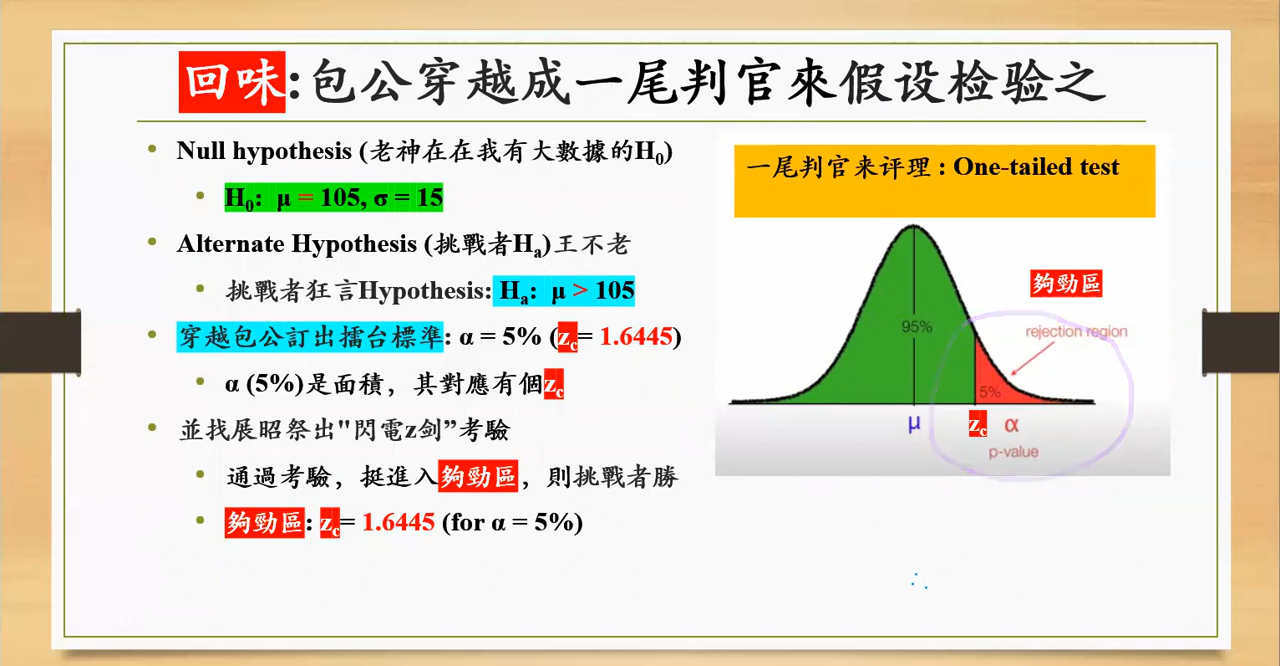 回味:包公穿越成一尾判官來假设检验之
Null hypothesis (老神在在我有大數據的H₀)
H₀: μ = 105, σ = 15
Alternate Hypothesis (挑戰者Hₐ)王不老
挑戰者狂言Hypothesis: Hₐ: μ > 105
穿越包公訂出擂台標準: α = 5% (z_c= 1.6445)
α (5%)是面積，其對應有個z_c
並找展昭祭出"閃電z剑”考驗
通過考驗，挺進入夠勁區，則挑戰者勝
夠勁區: z_c= 1.6445 (for α = 5%)
一尾判官来评理 : One-tailed test
夠勁區
95%
rejection region
5%
μ
z_c
α
p-value